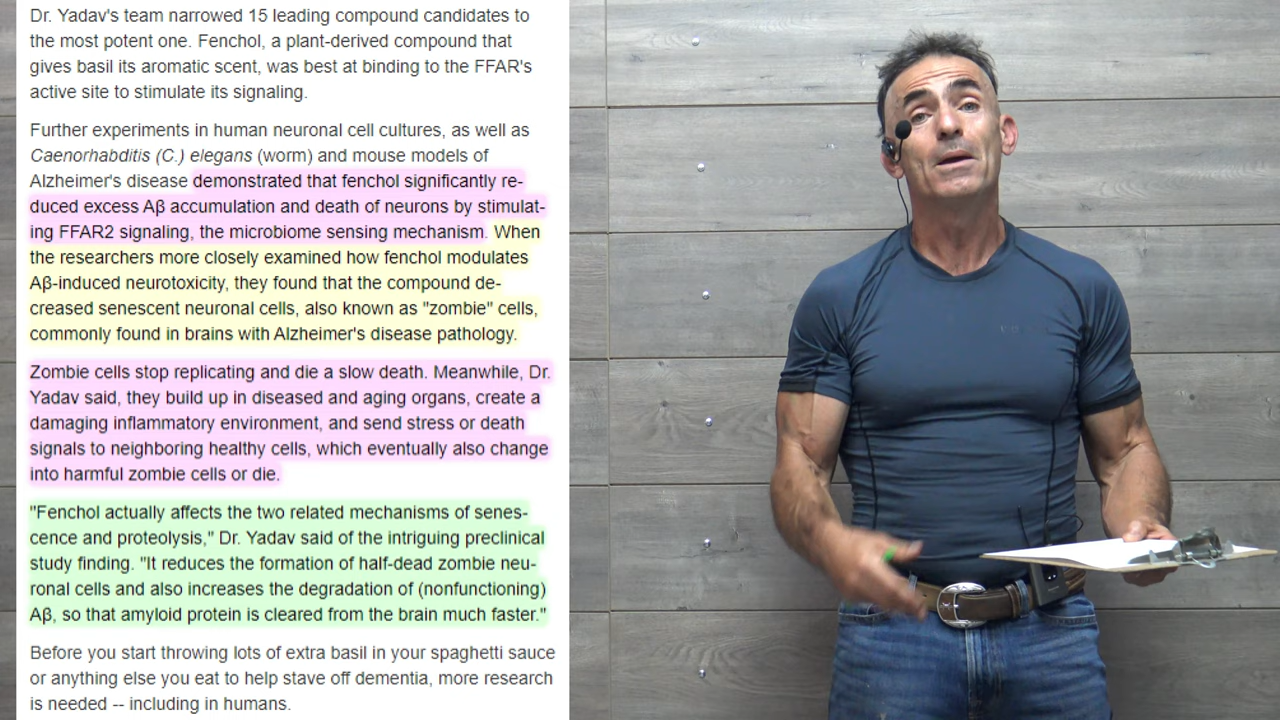 Dr. Yadav's team narrowed 15 leading compound candidates to
the most potent one. Fenchol, a plant-derived compound that
gives basil its aromatic scent, was best at binding to the FFAR's
active site to stimulate its signaling.
Further experiments in human neuronal cell cultures, as well as
Caenorhabditis (C.) elegans (worm) and mouse models of
Alzheimer's disease demonstrated that fenchol significantly re-
duced excess Aβ accumulation and death of neurons by stimulat-
ing FFAR2 signaling, the microbiome sensing mechanism. When
the researchers more closely examined how fenchol modulates
Aβ-induced neurotoxicity, they found that the compound de-
creased senescent neuronal cells, also known as "zombie" cells,
commonly found in brains with Alzheimer's disease pathology.
Zombie cells stop replicating and die a slow death. Meanwhile, Dr.
Yadav said, they build up in diseased and aging organs, create a
damaging inflammatory environment, and send stress or death
signals to neighboring healthy cells, which eventually also change
into harmful zombie cells or die.
"Fenchol actually affects the two related mechanisms of senes-
cence and proteolysis," Dr. Yadav said of the intriguing preclinical
study finding. "It reduces the formation of half-dead zombie neu-
ronal cells and also increases the degradation of (nonfunctioning)
Aβ, so that amyloid protein is cleared from the brain much faster."
Before you start throwing lots of extra basil in your spaghetti sauce
or anything else you eat to help stave off dementia, more research
is needed -- including in humans.